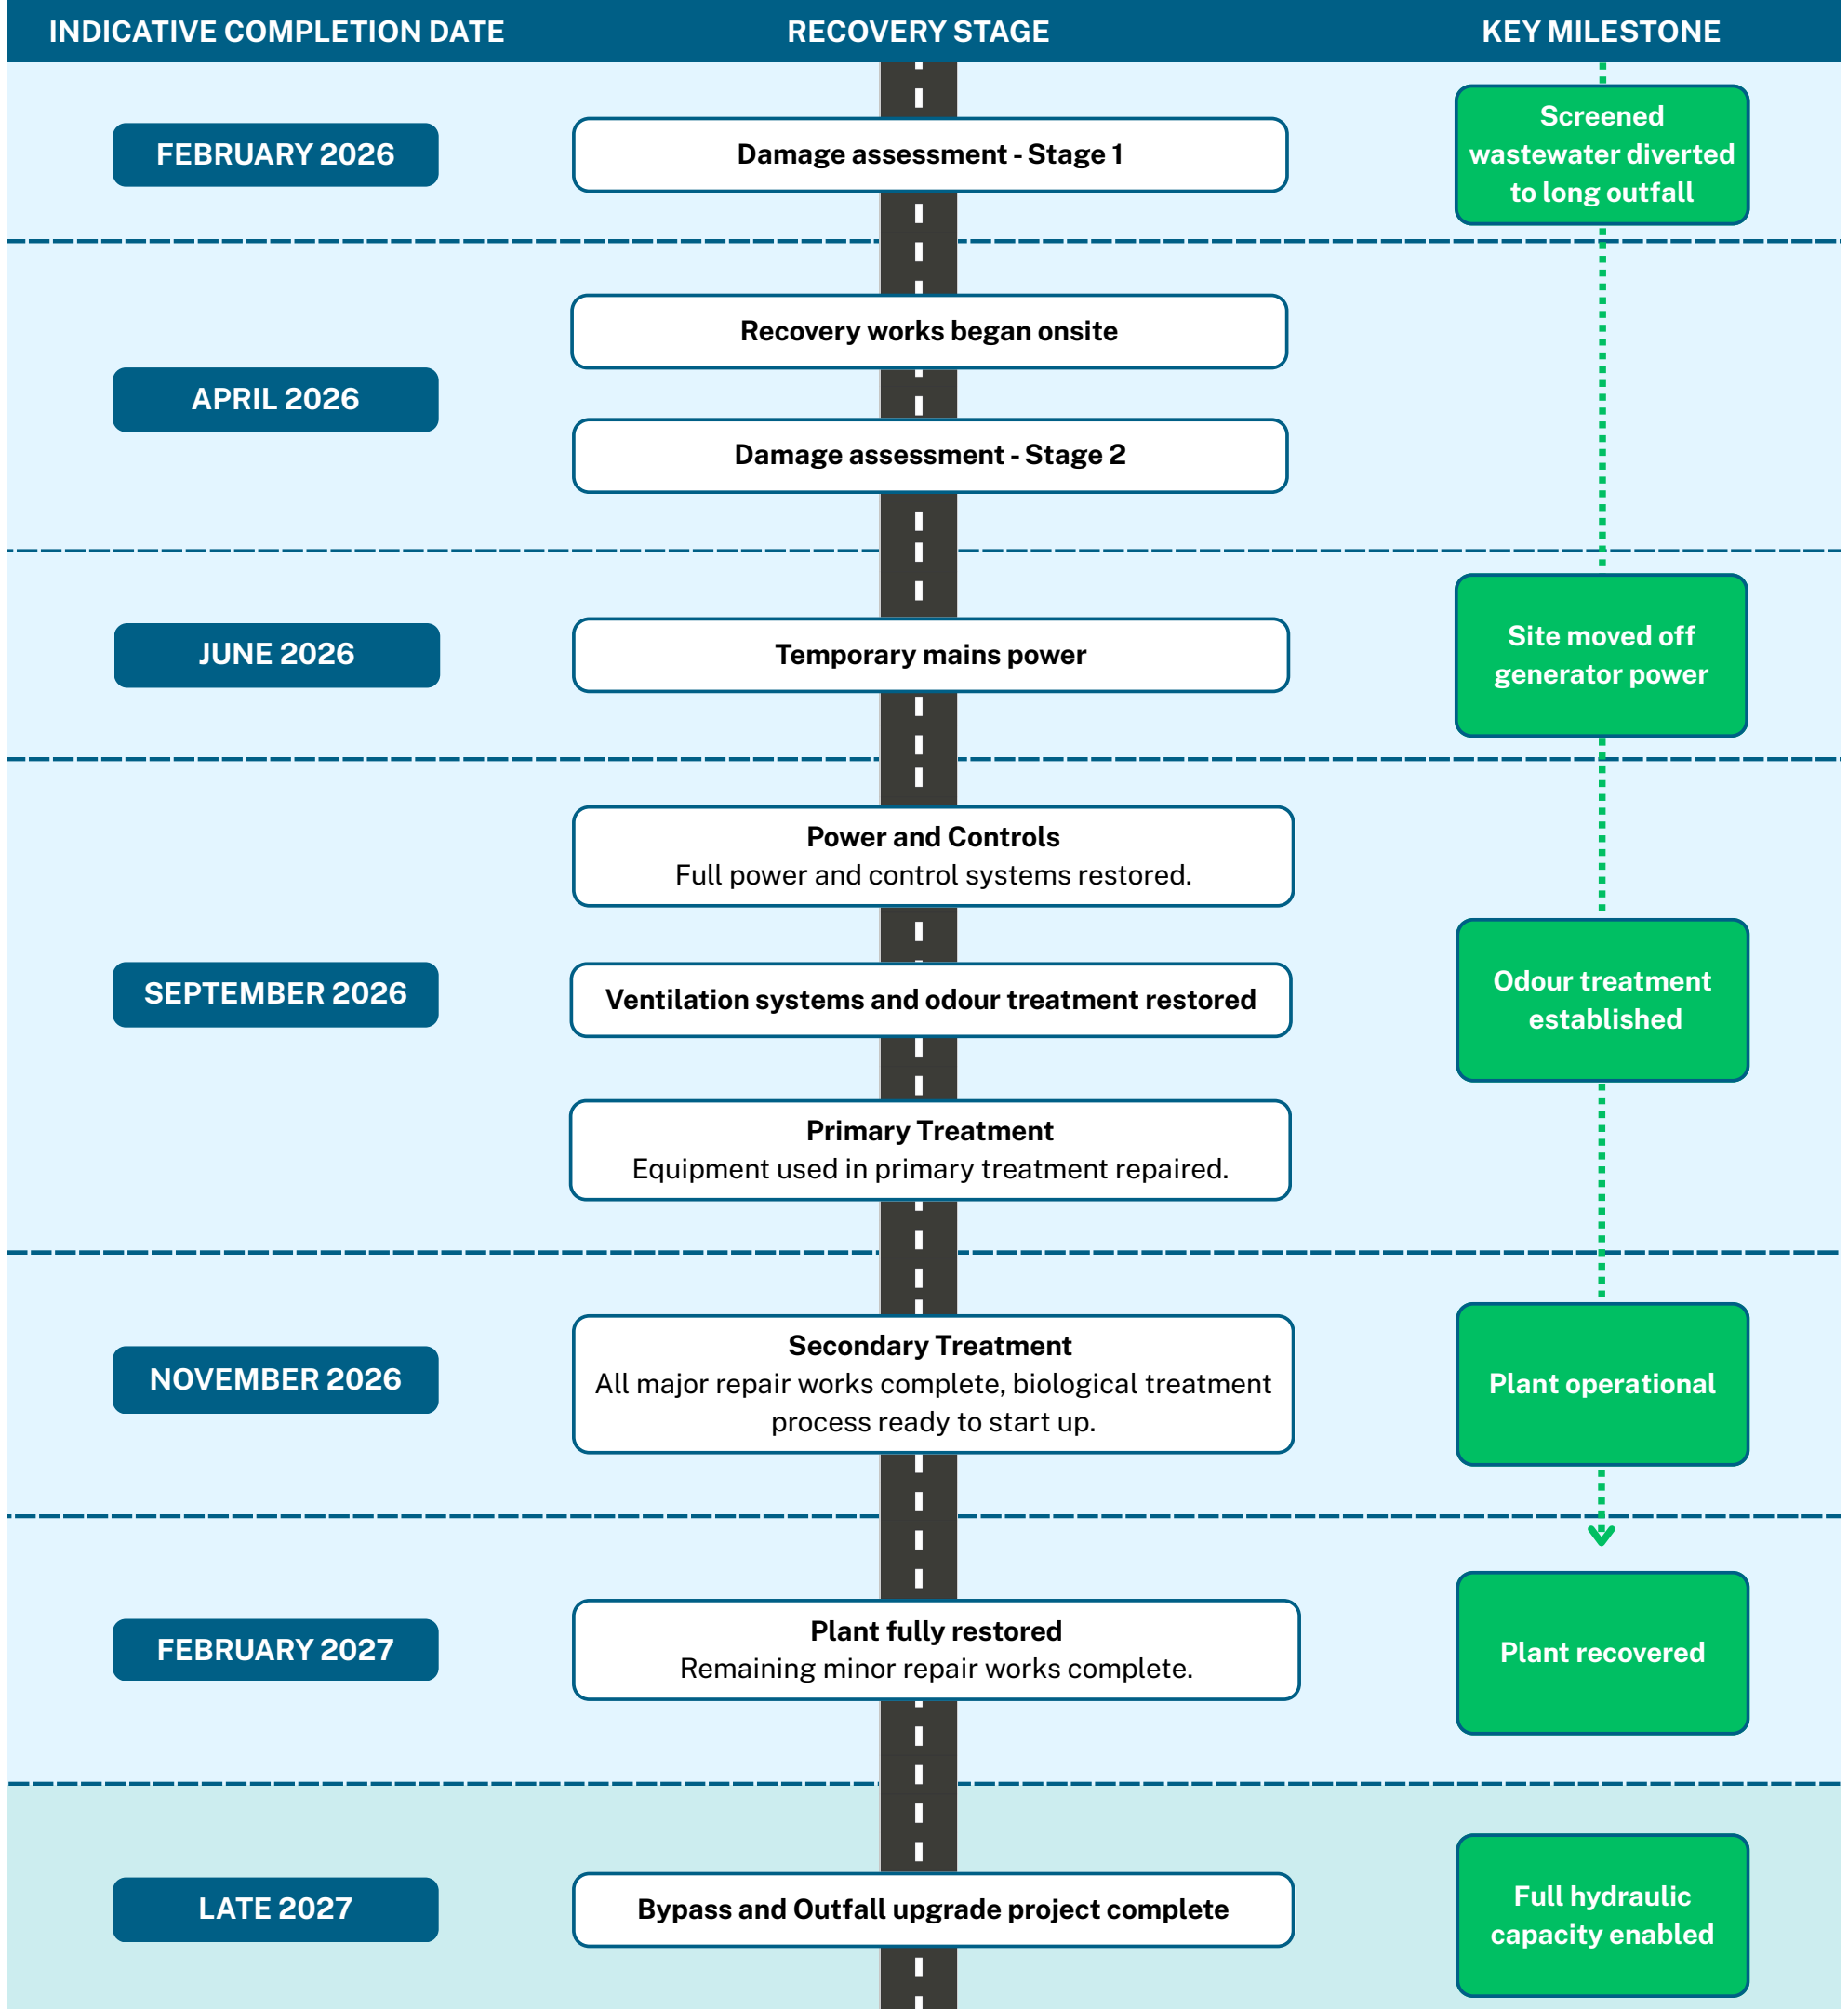 INDICATIVE COMPLETION DATE
RECOVERY STAGE
KEY MILESTONE
FEBRUARY 2026
Damage assessment - Stage 1
Screened
wastewater diverted
to long outfall
APRIL 2026
Recovery works began onsite
Damage assessment - Stage 2
JUNE 2026
Temporary mains power
Site moved off
generator power
SEPTEMBER 2026
Power and Controls
Full power and control systems restored.
Ventilation systems and odour treatment restored
Primary Treatment
Equipment used in primary treatment repaired.
Odour treatment
established
NOVEMBER 2026
Secondary Treatment
All major repair works complete, biological treatment
process ready to start up.
Plant operational
FEBRUARY 2027
Plant fully restored
Remaining minor repair works complete.
Plant recovered
LATE 2027
Bypass and Outfall upgrade project complete
Full hydraulic
capacity enabled